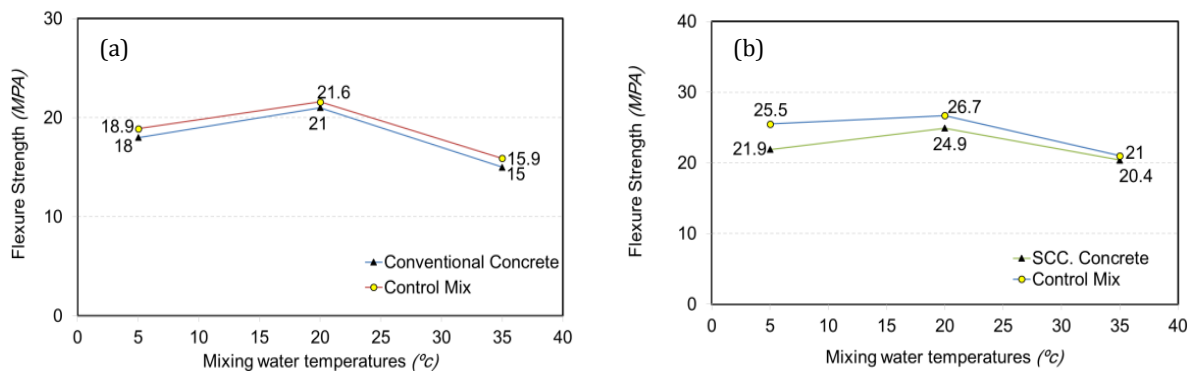 30
20
10
0
(a)
18.9
18
21.6
21
15.9
15
Conventional Concrete
Control Mix
0 5 10 15 20 25 30 35 40
Flexure Strength (MPA)
Mixing water temperatures (ºc)
40
30
20
10
0
(b)
25.5
21.9
26.7
24.9
21
20.4
SCC. Concrete
Control Mix
0 5 10 15 20 25 30 35 40
Flexure Strength (MPA)
Mixing water temperatures (ºc)